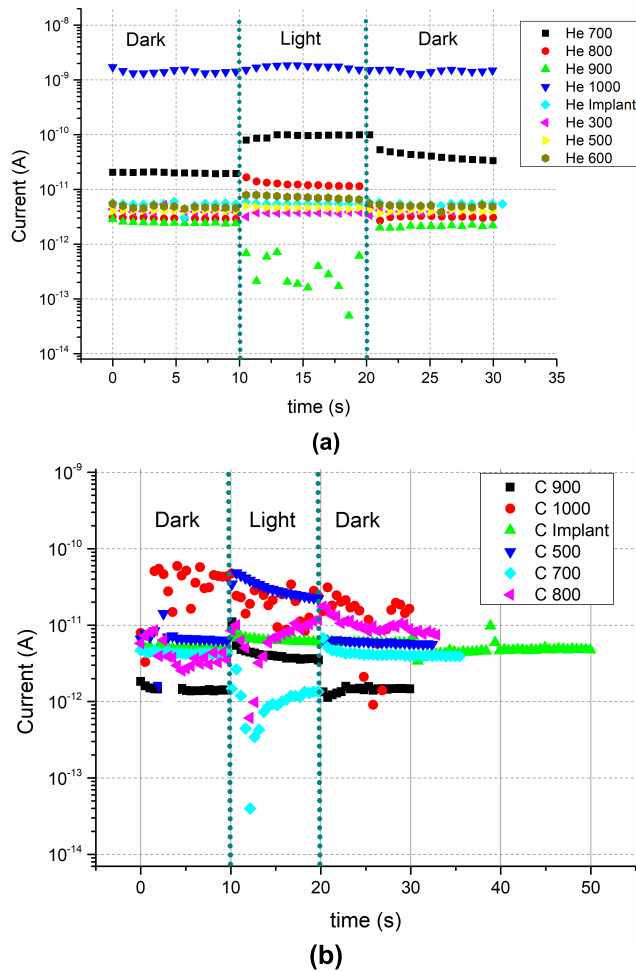 10⁻⁸
Dark Light Dark
10⁻⁹
10⁻¹⁰
10⁻¹¹
10⁻¹²
10⁻¹³
10⁻¹⁴
Current (A)
0 5 10 15 20 25 30 35
time (s)
He 700
He 800
He 900
He 1000
He Implant
He 300
He 500
He 600
(a)
10⁻⁹
Dark Light Dark
10⁻¹⁰
10⁻¹¹
10⁻¹²
10⁻¹³
10⁻¹⁴
Current (A)
0 10 20 30 40 50
time (s)
C 900
C 1000
C Implant
C 500
C 700
C 800
(b)